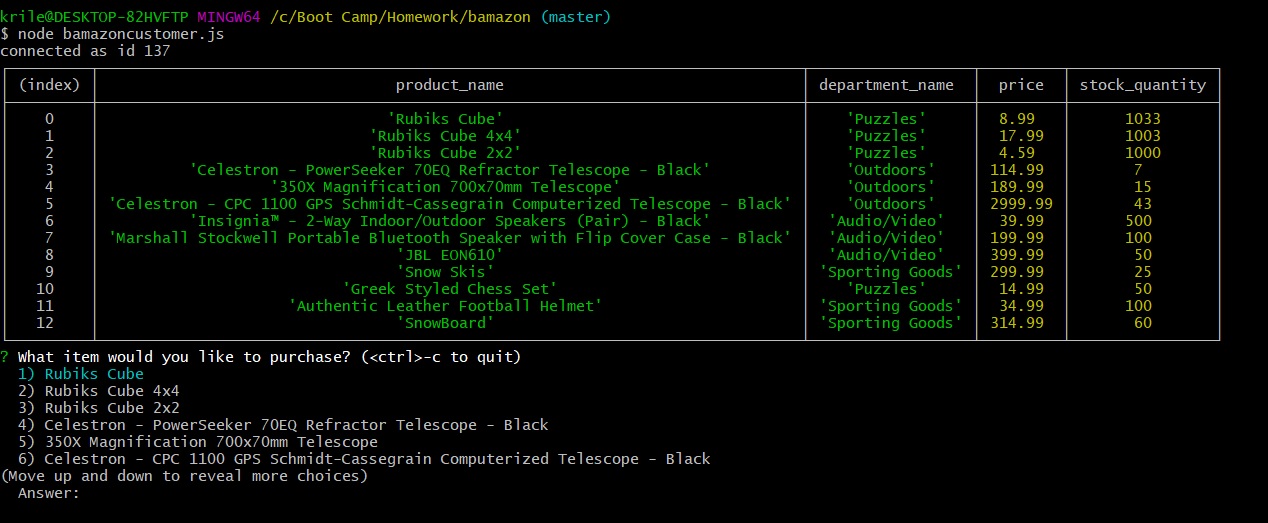 krile@DESKTOP-82HVFTP MINGW64 /c/Boot Camp/Homework/bamazon (master)
$ node bamazoncustomer.js
connected as id 137
(index) product_name department_name price stock_quantity
0 'Rubiks Cube' 'Puzzles' 8.99 1033
1 'Rubiks Cube 4x4' 'Puzzles' 17.99 1003
2 'Rubiks Cube 2x2' 'Puzzles' 4.59 1000
3 'Celestron - PowerSeeker 70EQ Refractor Telescope - Black' 'Outdoors' 114.99 7
4 '350X Magnification 700x70mm Telescope' 'Outdoors' 189.99 15
5 'Celestron - CPC 1100 GPS Schmidt-Cassegrain Computerized Telescope - Black' 'Outdoors' 2999.99 43
6 'Insignia™ - 2-Way Indoor/Outdoor Speakers (Pair) - Black' 'Audio/Video' 39.99 500
7 'Marshall Stockwell Portable Bluetooth Speaker with Flip Cover Case - Black' 'Audio/Video' 199.99 100
8 'JBL EON610' 'Audio/Video' 399.99 50
9 'Snow Skis' 'Sporting Goods' 299.99 25
10 'Greek Styled Chess Set' 'Puzzles' 14.99 50
11 'Authentic Leather Football Helmet' 'Sporting Goods' 34.99 100
12 'SnowBoard' 'Sporting Goods' 314.99 60
? What item would you like to purchase? (<ctrl>-c to quit)
1) Rubiks Cube
2) Rubiks Cube 4x4
3) Rubiks Cube 2x2
4) Celestron - PowerSeeker 70EQ Refractor Telescope - Black
5) 350X Magnification 700x70mm Telescope
6) Celestron - CPC 1100 GPS Schmidt-Cassegrain Computerized Telescope - Black
(Move up and down to reveal more choices)
Answer: